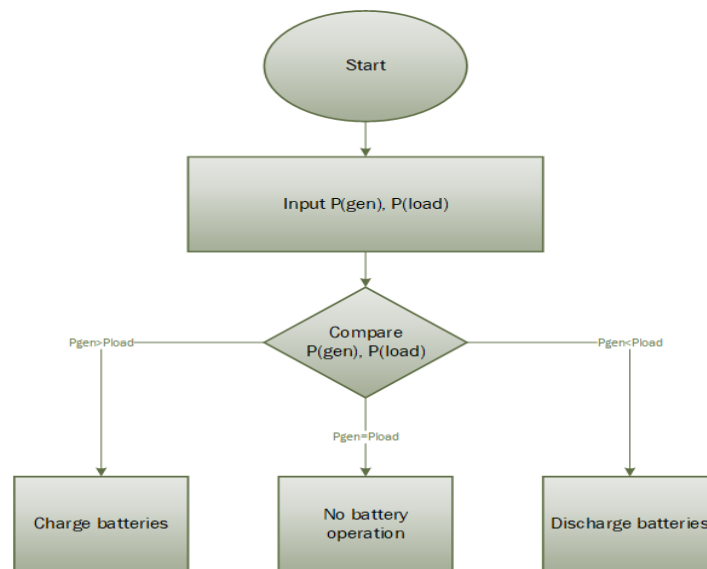 Start
Input P(gen), P(load)
Compare
P(gen), P(load)
Pgen>Pload
Pgen<Pload
Pgen=Pload
Charge batteries
No battery
operation
Discharge batteries